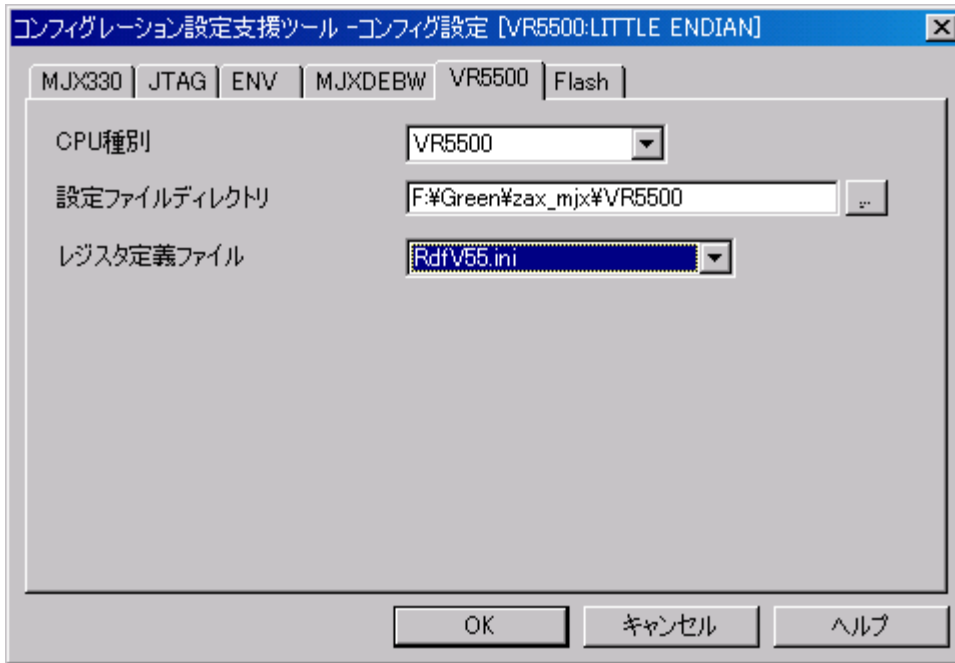 コンフィグレーション設定支援ツール -コンフィグ設定 [VR5500:LITTLE ENDIAN]
MJX330 JTAG ENV MJXDEBW VR5500 Flash
CPU種別 VR5500
設定ファイルディレクトリ F:¥Green¥zax_mjx¥VR5500 ...
レジスタ定義ファイル RdfV55.ini
OK キャンセル ヘルプ